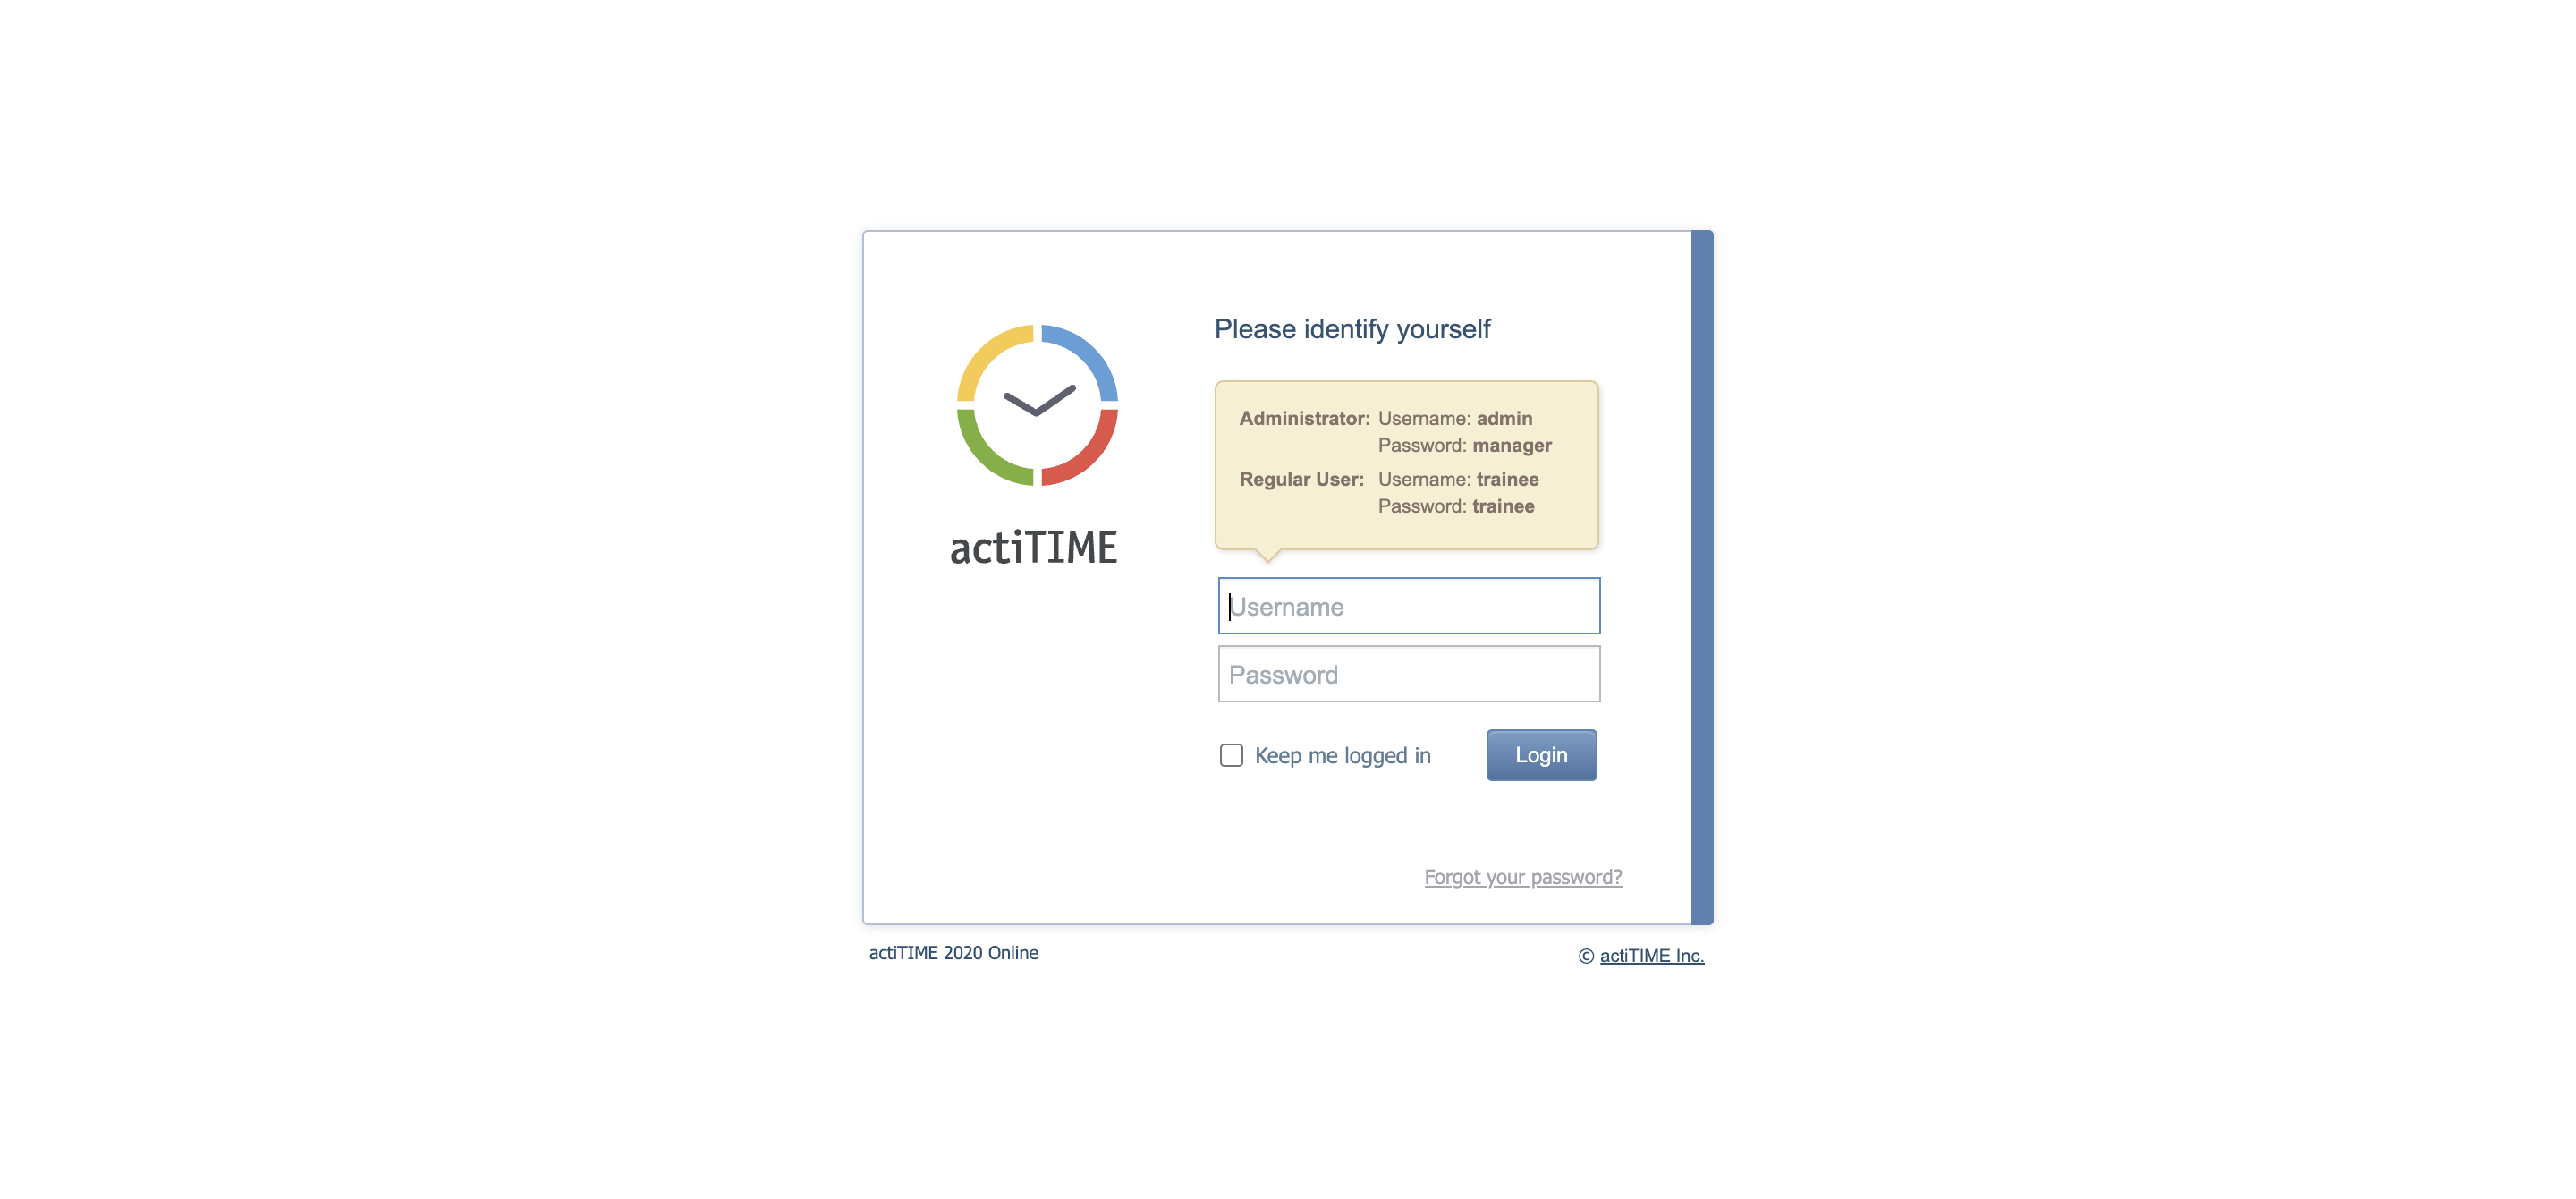 actiTIME
Please identify yourself
Administrator: Username: admin
Password: manager
Regular User: Username: trainee
Password: trainee
Username
Password
Keep me logged in
Login
Forgot your password?
actiTIME 2020 Online
© actiTIME Inc.